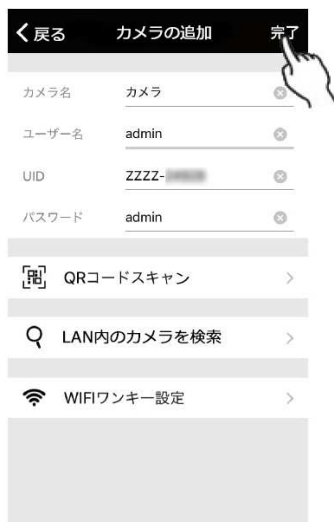 戻る カメラの追加 完了
カメラ名 カメラ
ユーザー名 admin
UID ZZZZ-
パスワード admin
QRコードスキャン
LAN内のカメラを検索
WIFIワンキー設定